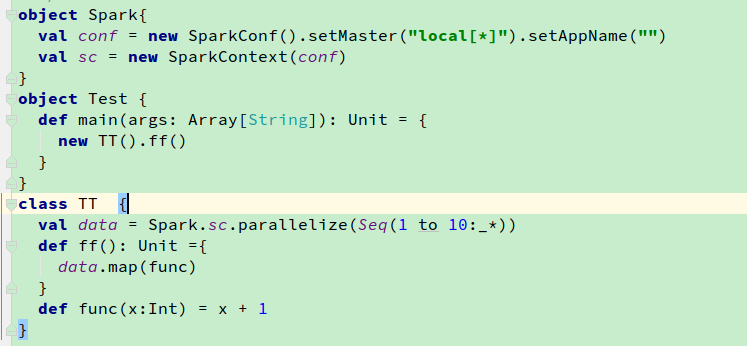 object Spark{
  val conf = new SparkConf().setMaster("local[*]").setAppName("")
  val sc = new SparkContext(conf)
}
object Test {
  def main(args: Array[String]): Unit = {
    new TT().ff()
  }
}
class TT  {
  val data = Spark.sc.parallelize(Seq(1 to 10:_*))
  def ff(): Unit ={
    data.map(func)
  }
  def func(x:Int) = x + 1
}